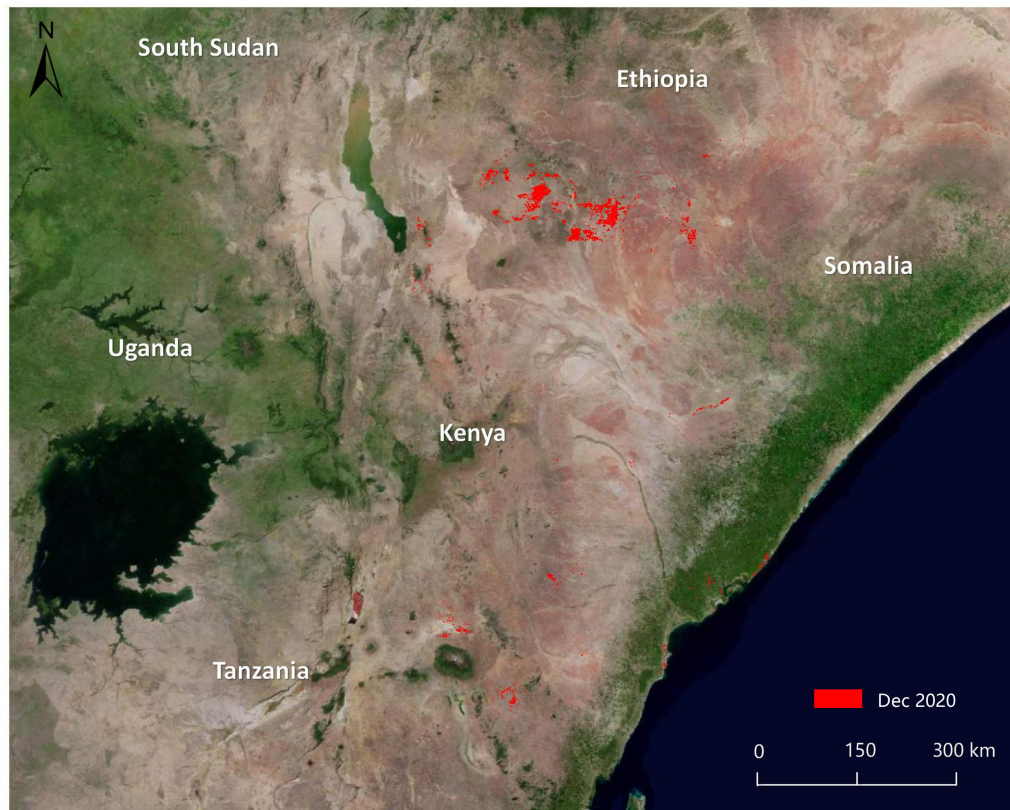 N
South Sudan
Ethiopia
Somalia
Uganda
Kenya
Tanzania
Dec 2020
0 150 300 km